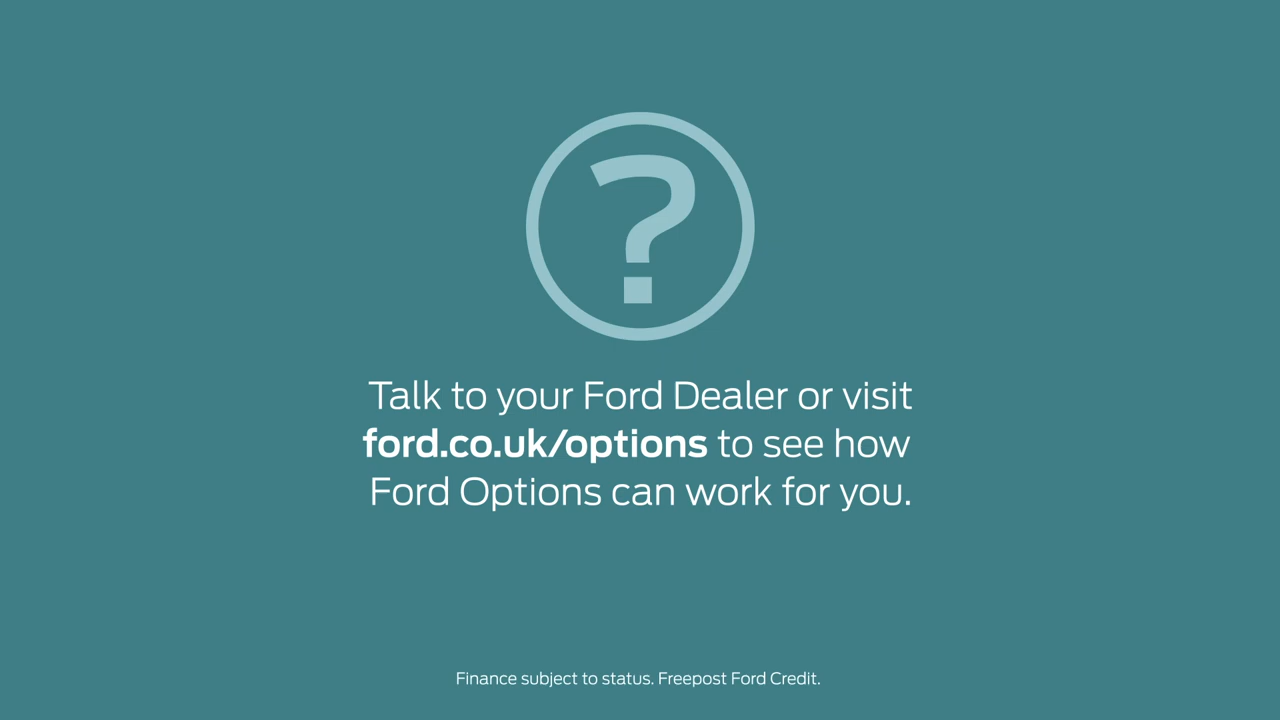 ?
Talk to your Ford Dealer or visit
ford.co.uk/options to see how
Ford Options can work for you.
Finance subject to status. Freepost Ford Credit.